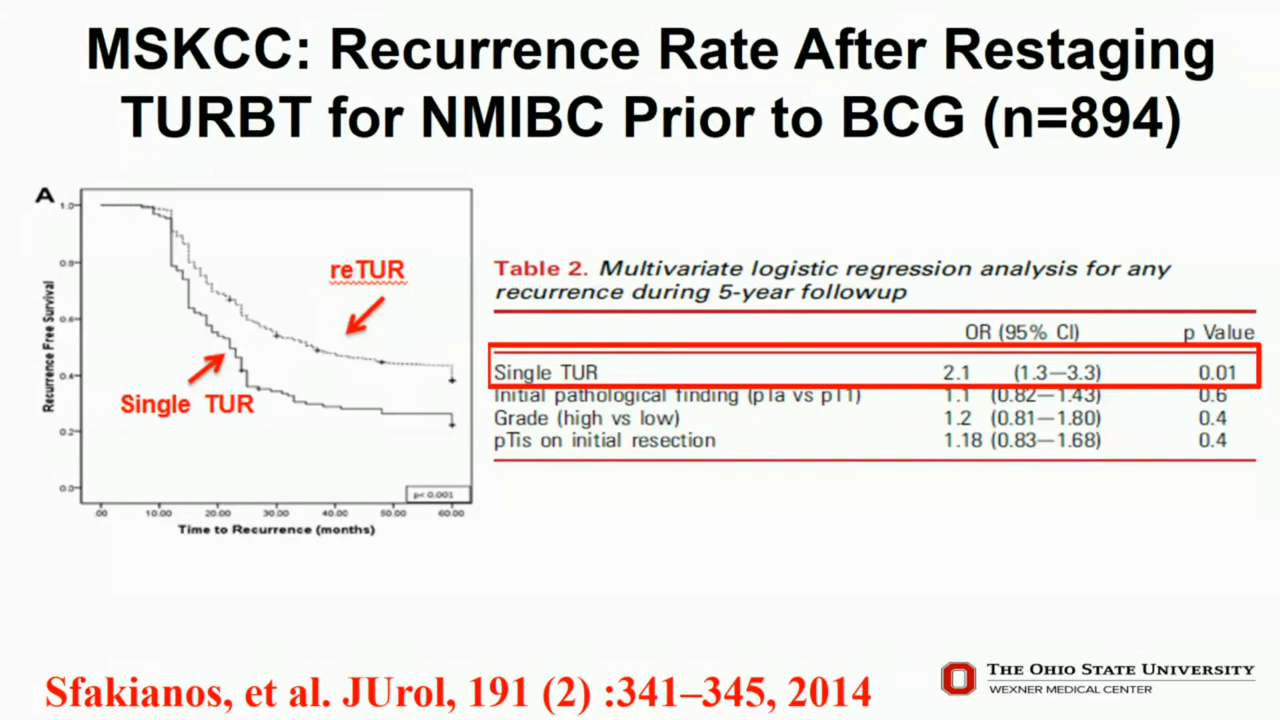 MSKCC: Recurrence Rate After Restaging
TURBT for NMIBC Prior to BCG (n=894)
A
1.0
0.8
0.6
0.4
0.2
0.0
Recurrence Free Survival
reTUR
Single TUR
p< 0.001
.00 10.00 20.00 30.00 40.00 50.00 60.00
Time to Recurrence (months)
Table 2. Multivariate logistic regression analysis for any
recurrence during 5-year followup
OR (95% CI) p Value
Single TUR 2.1 (1.3–3.3) 0.01
Initial pathological finding (pTa vs pT1) 1.1 (0.82–1.43) 0.6
Grade (high vs low) 1.2 (0.81–1.80) 0.4
pTis on initial resection 1.18 (0.83–1.68) 0.4
Sfakianos, et al. JUrol, 191 (2) :341–345, 2014
THE OHIO STATE UNIVERSITY
WEXNER MEDICAL CENTER